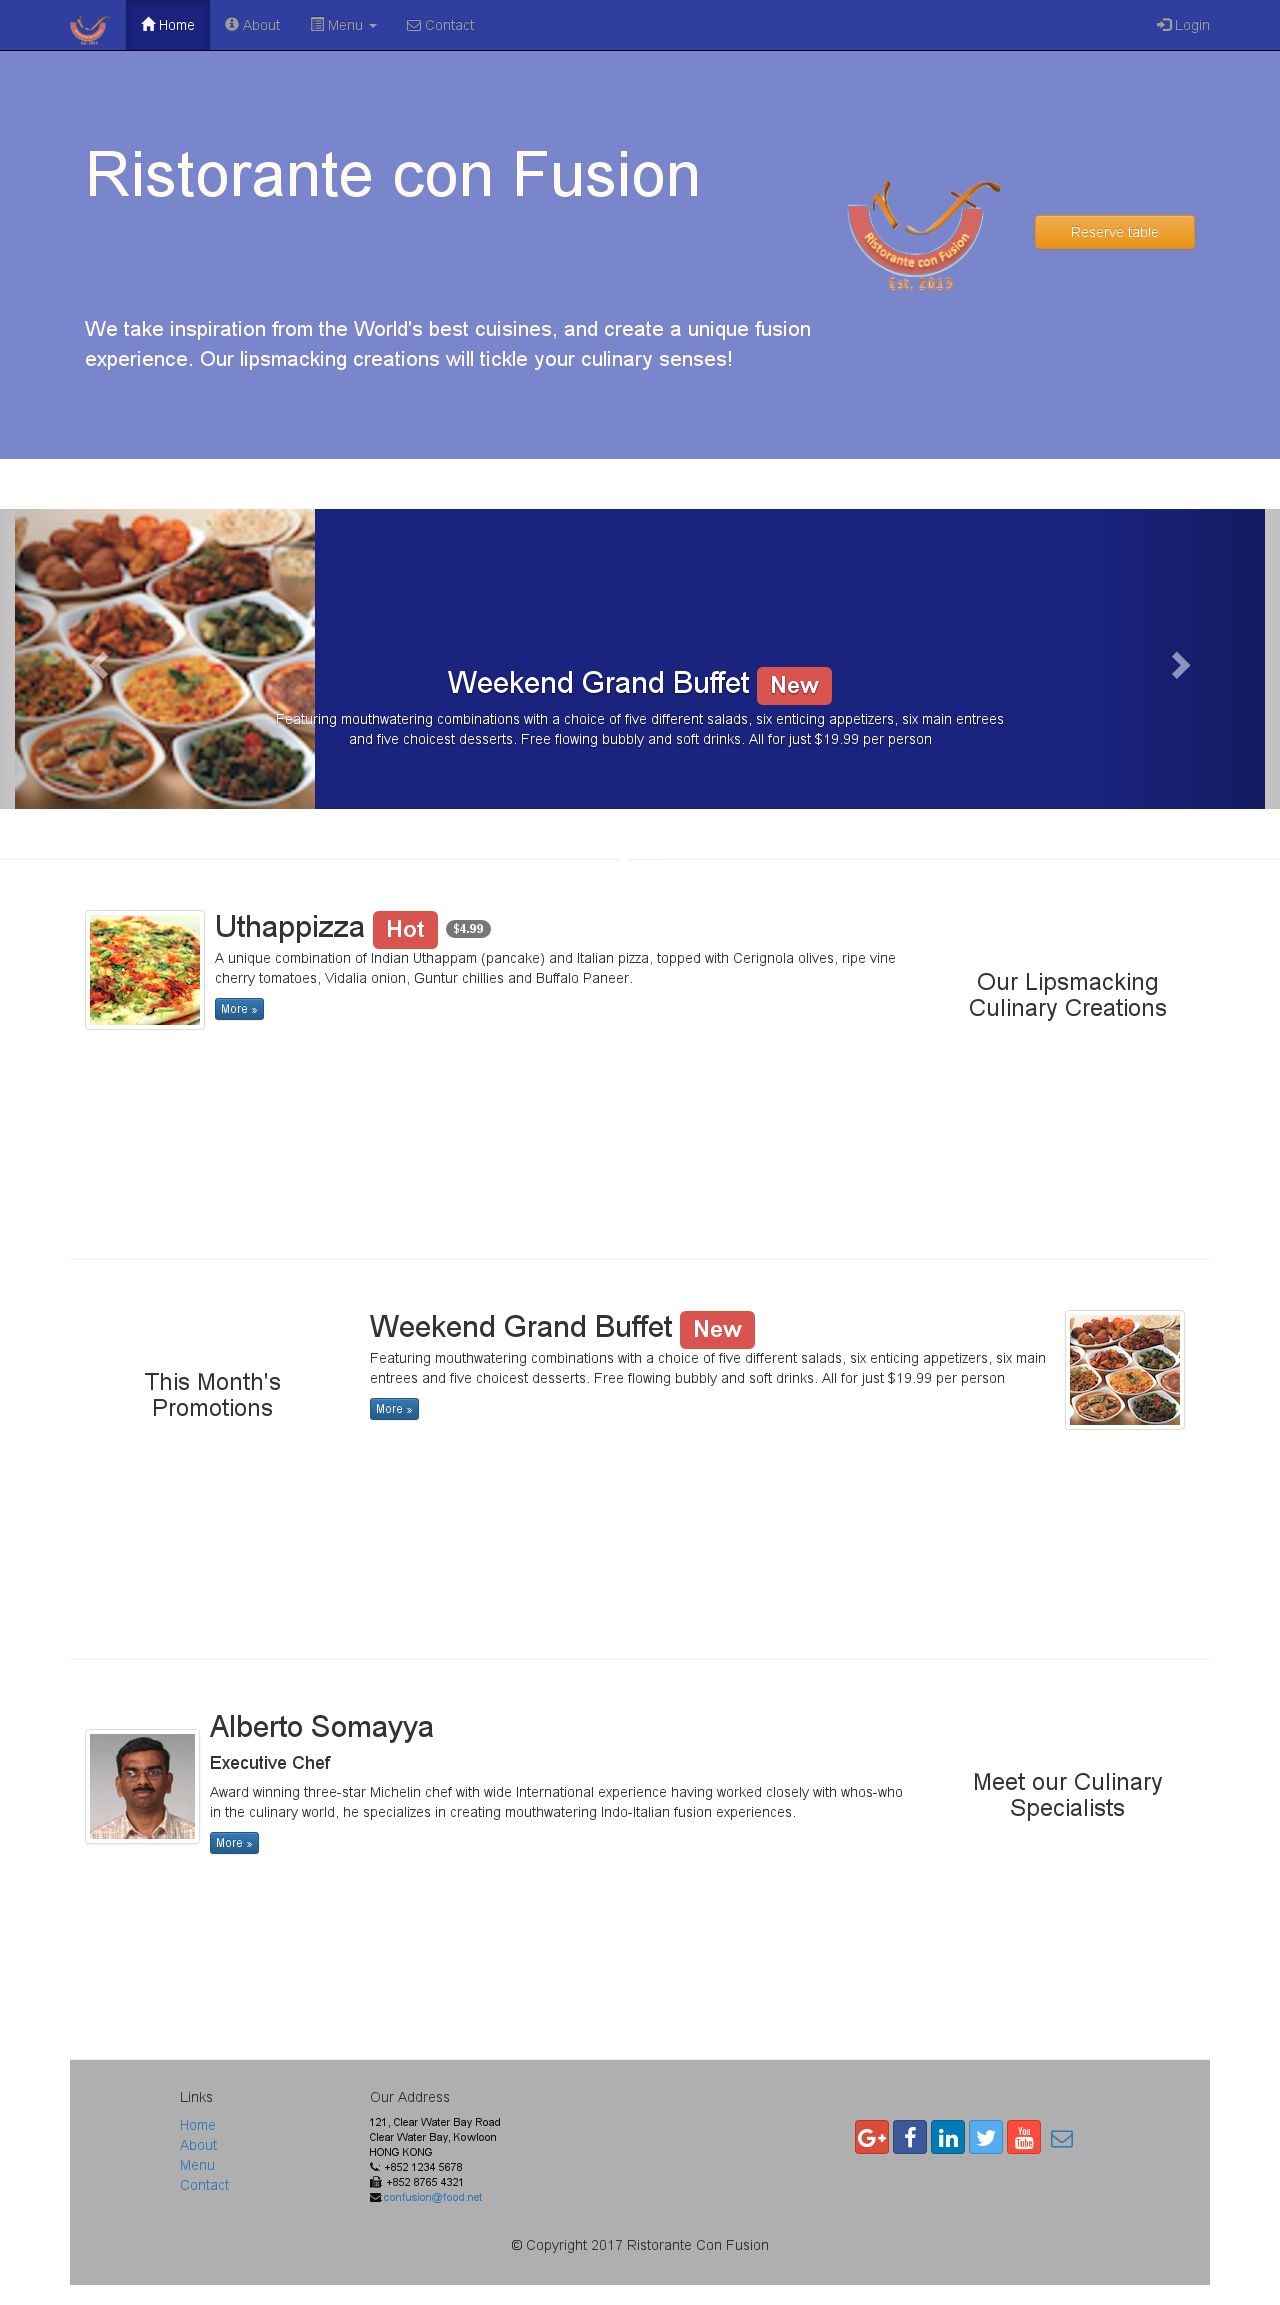 Home About Menu Contact Login
Ristorante con Fusion
Ristorante con Fusion
Est. 2013
Reserve table
We take inspiration from the World's best cuisines, and create a unique fusion
experience. Our lipsmacking creations will tickle your culinary senses!
Weekend Grand Buffet New
Featuring mouthwatering combinations with a choice of five different salads, six enticing appetizers, six main entrees
and five choicest desserts. Free flowing bubbly and soft drinks. All for just $19.99 per person
Uthappizza Hot $4.99
A unique combination of Indian Uthappam (pancake) and Italian pizza, topped with Cerignola olives, ripe vine
cherry tomatoes, Vidalia onion, Guntur chillies and Buffalo Paneer.
More »
Our Lipsmacking
Culinary Creations
This Month's
Promotions
Weekend Grand Buffet New
Featuring mouthwatering combinations with a choice of five different salads, six enticing appetizers, six main
entrees and five choicest desserts. Free flowing bubbly and soft drinks. All for just $19.99 per person
More »
Alberto Somayya
Executive Chef
Award winning three-star Michelin chef with wide International experience having worked closely with whos-who
in the culinary world, he specializes in creating mouthwatering Indo-Italian fusion experiences.
More »
Meet our Culinary
Specialists
Links
Home
About
Menu
Contact
Our Address
121, Clear Water Bay Road
Clear Water Bay, Kowloon
HONG KONG
: +852 1234 5678
: +852 8765 4321
: confusion@food.net
G+ f in You Tube
© Copyright 2017 Ristorante Con Fusion